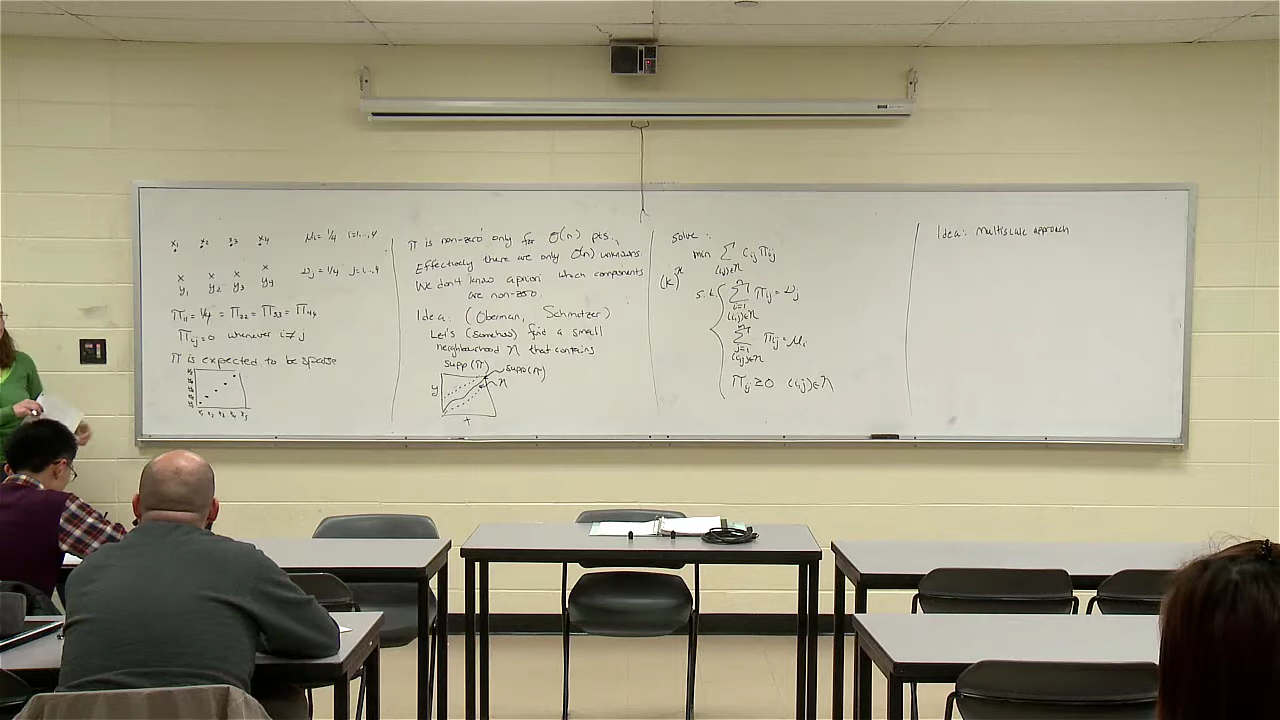 x₁ x₂ x₃ x₄ μᵢ = 1/4 i=1,..,4
x x x x
y₁ y₂ y₃ y₄ νⱼ = 1/4 j=1,..,4
Π₁₁ = 1/4 = Π₂₂ = Π₃₃ = Π₄₄
Πᵢⱼ = 0 whenever i≠j
Π is expected to be sparse
Π is non-zero only for O(n) pts.
Effectively there are only O(n) unknowns.
We don't know apriori which components
are non-zero.
Idea: (Oberman, Schmitzer)
Let's (somehow) find a small
neighbourhood N that contains
supp(Π)
supp(Π)
N
y
x
solve:
min Σ cᵢⱼ Πᵢⱼ
(i,j)∈N
s.t. Σ Πᵢⱼ = νⱼ
i=1
(i,j)∈N
Σ Πᵢⱼ = μᵢ
j=1
(i,j)∈N
Πᵢⱼ ≥ 0 (i,j)∈N
Idea: Multiscale approach